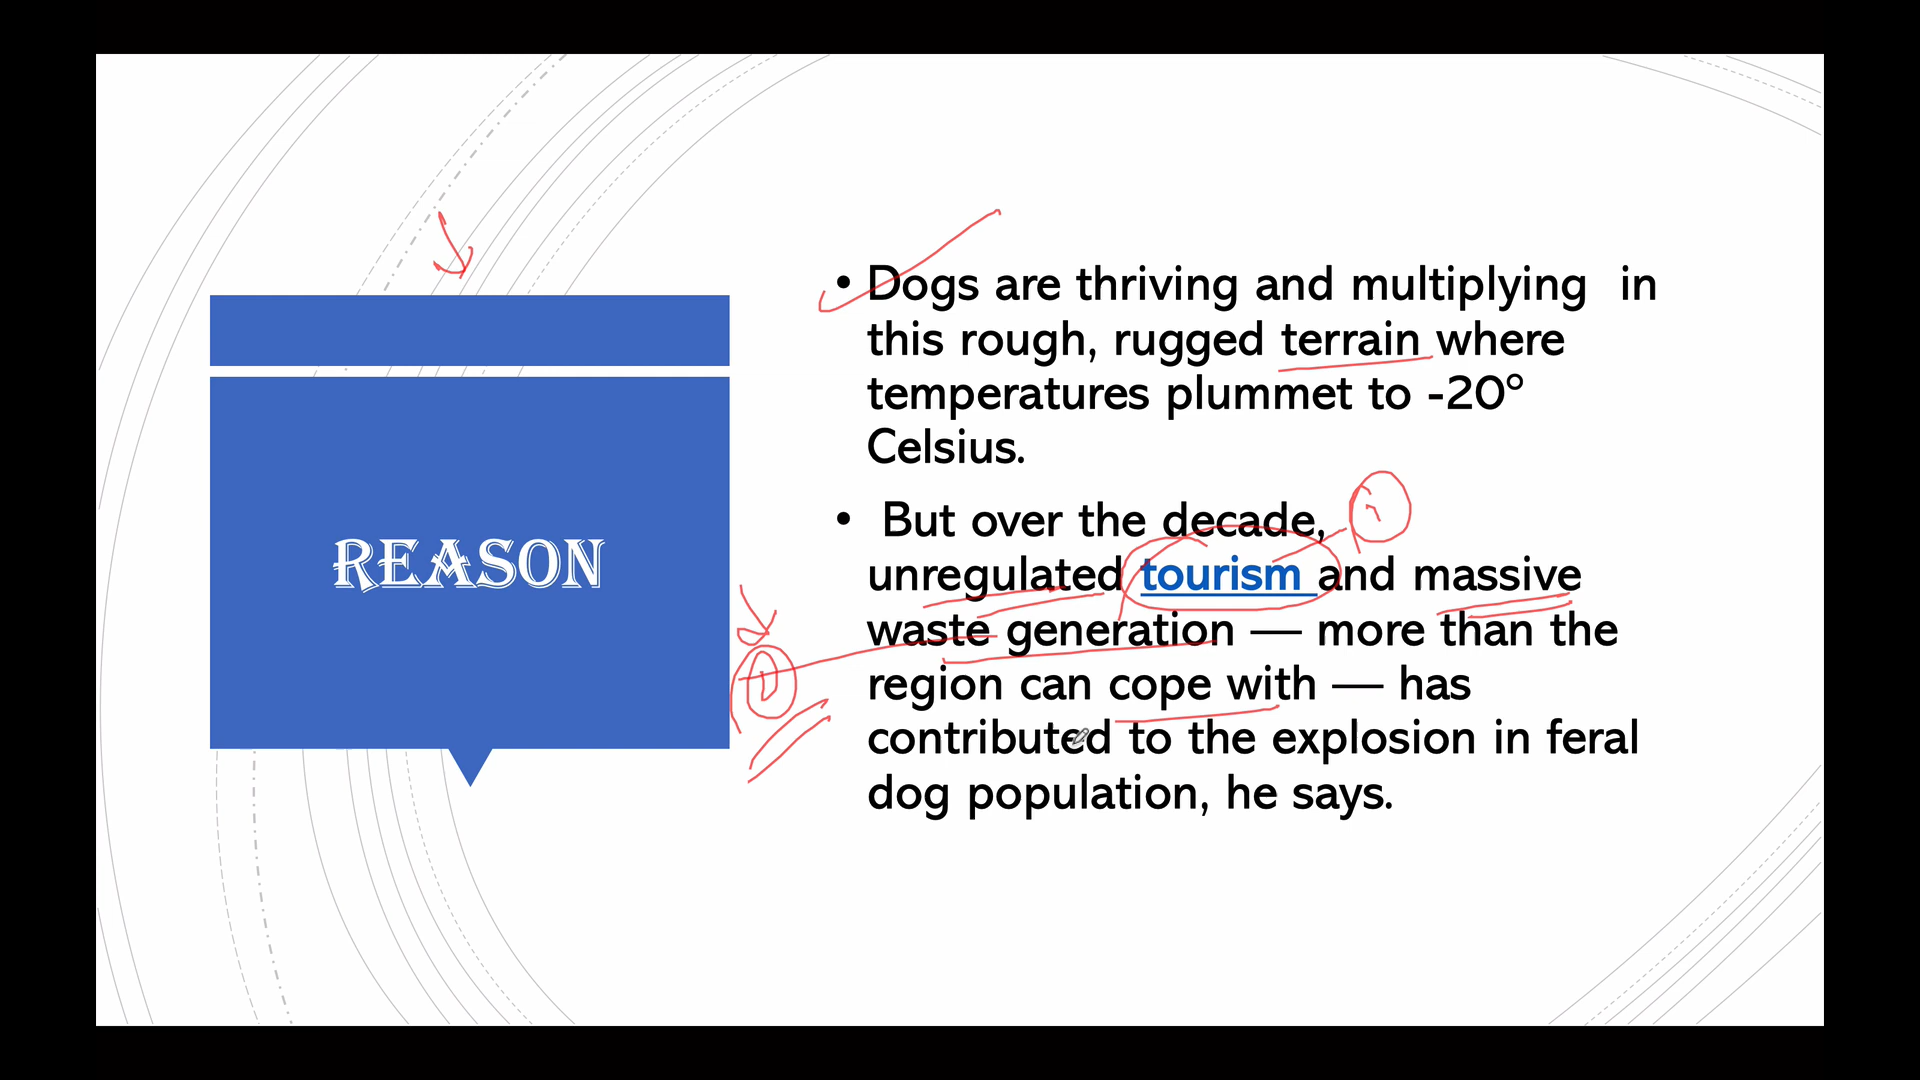 REASON
• Dogs are thriving and multiplying in
this rough, rugged terrain where
temperatures plummet to -20°
Celsius.
• But over the decade,
unregulated tourism and massive
waste generation — more than the
region can cope with — has
contributed to the explosion in feral
dog population, he says.